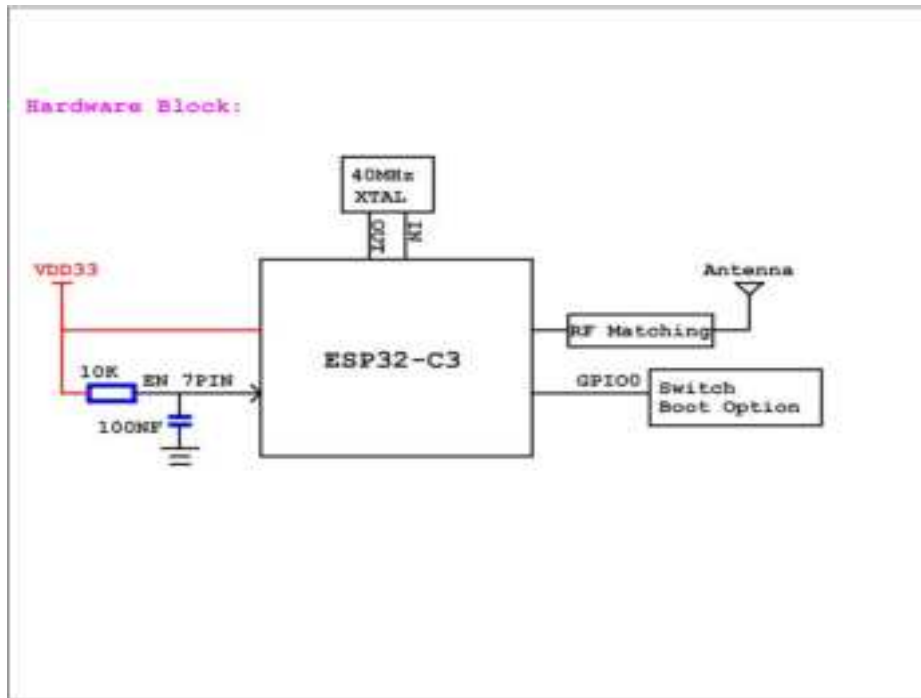 Hardware Block:
40MHz
XTAL
OUT
IN
VDD33
Antenna
RF Matching
ESP32-C3
10K
EN 7PIN
GPIO0
Switch
Boot Option
100NF